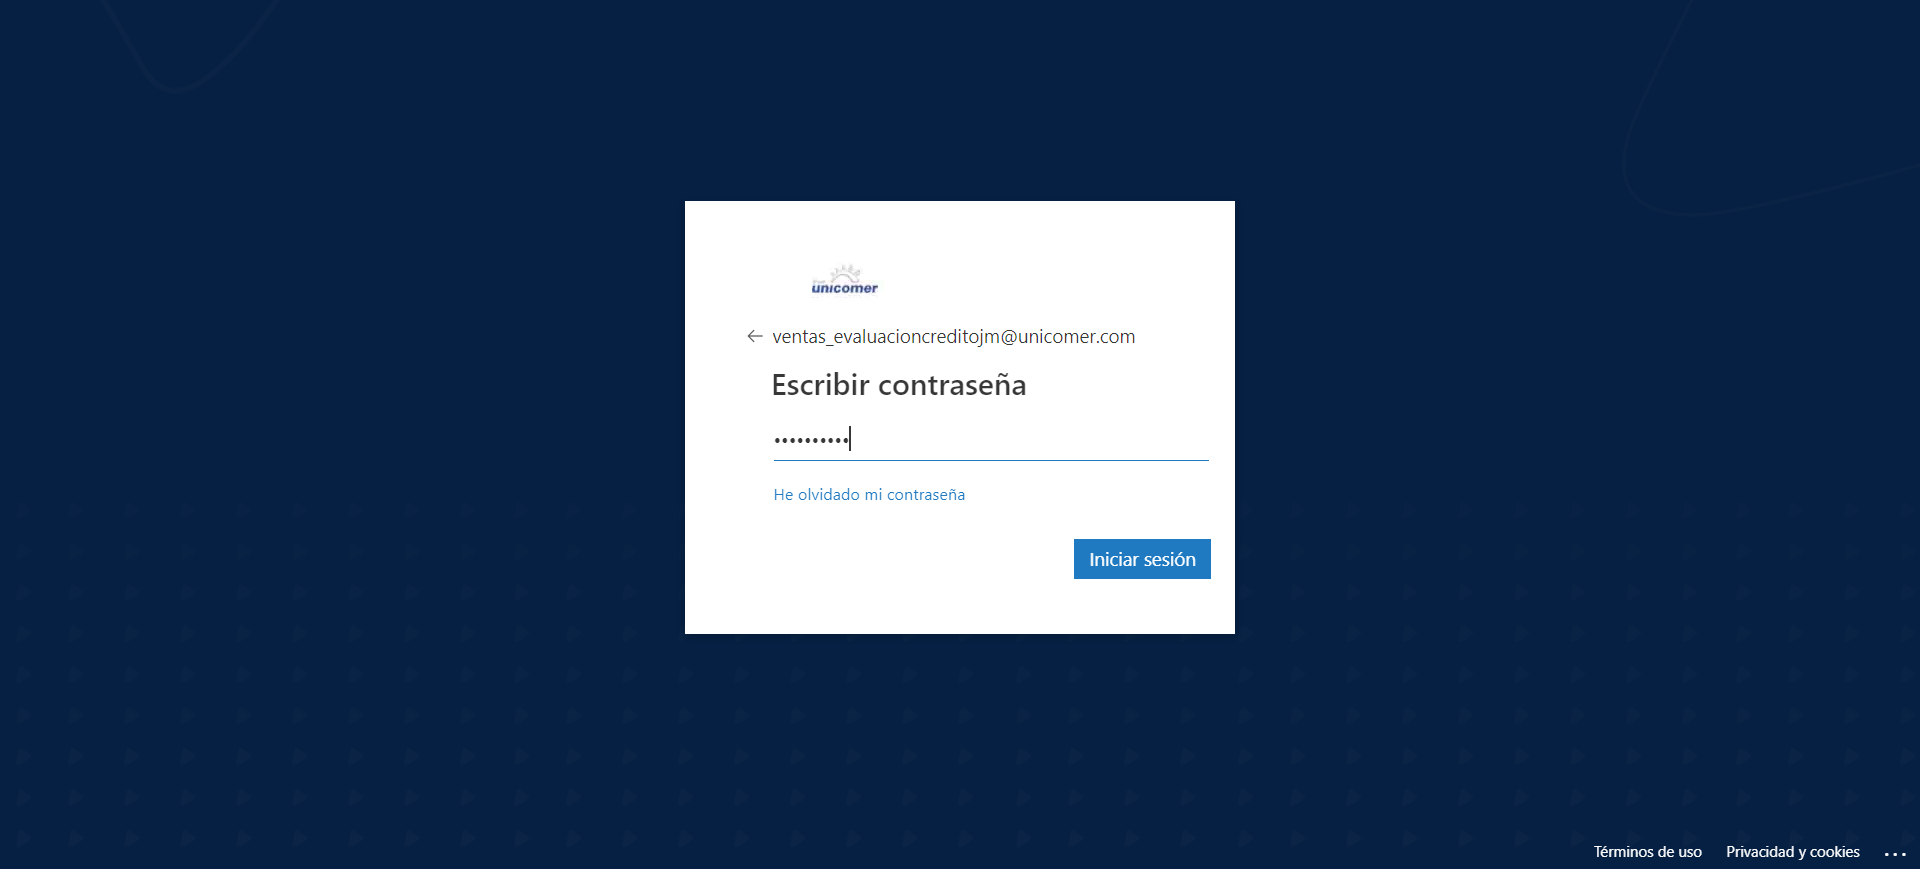 unicomer
ventas_evaluacioncreditojm@unicomer.com
Escribir contraseña
••••••••••
He olvidado mi contraseña
Iniciar sesión
Términos de uso
Privacidad y cookies
...